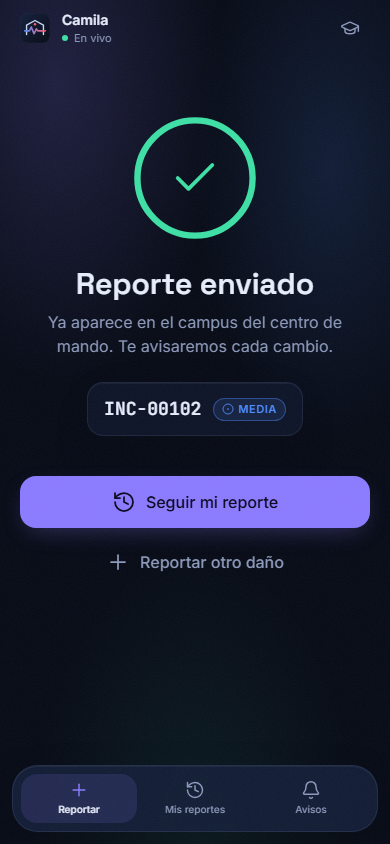 Camila
En vivo
Reporte enviado
Ya aparece en el campus del centro de
mando. Te avisaremos cada cambio.
INC-00102 MEDIA
Seguir mi reporte
Reportar otro daño
Reportar Mis reportes Avisos